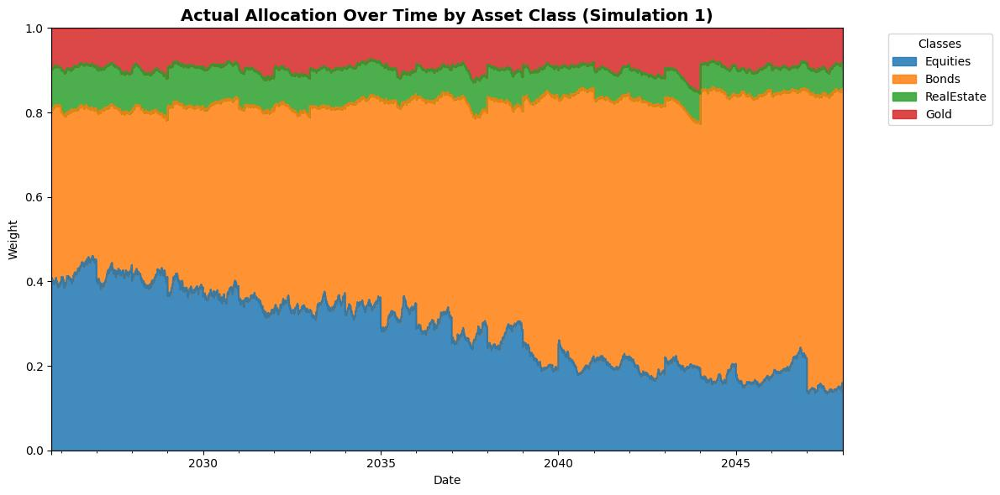 Actual Allocation Over Time by Asset Class (Simulation 1)
Classes
Equities
Bonds
RealEstate
Gold
Weight
1.0
0.8
0.6
0.4
0.2
0.0
2030 2035 2040 2045
Date